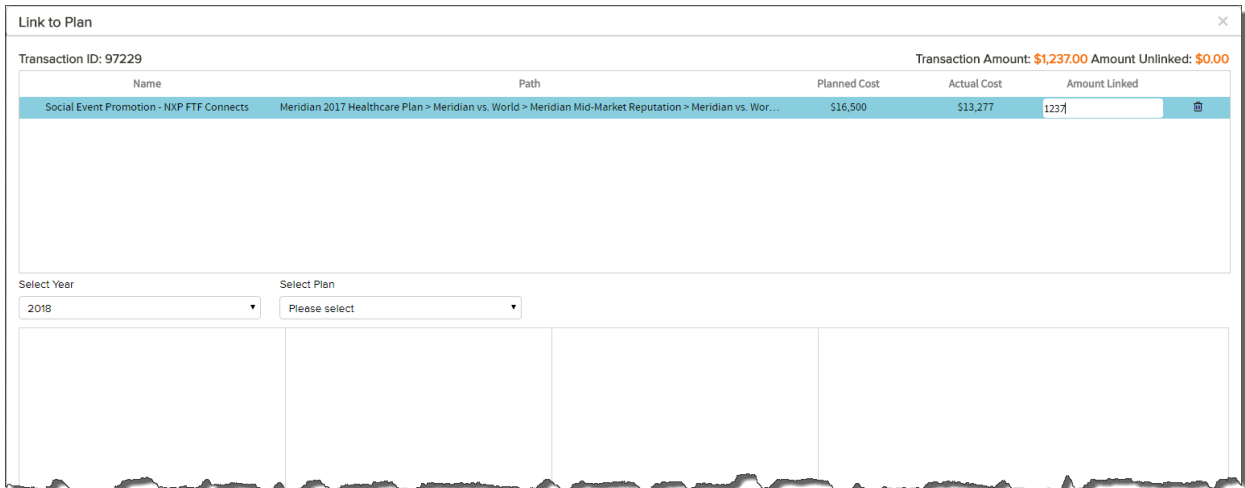 Link to Plan ×
Transaction ID: 97229 Transaction Amount: $1,237.00 Amount Unlinked: $0.00
Name Path Planned Cost Actual Cost Amount Linked
Social Event Promotion - NXP FTF Connects Meridian 2017 Healthcare Plan > Meridian vs. World > Meridian Mid-Market Reputation > Meridian vs. Wor... $16,500 $13,277 1237
Select Year Select Plan
2018 Please select